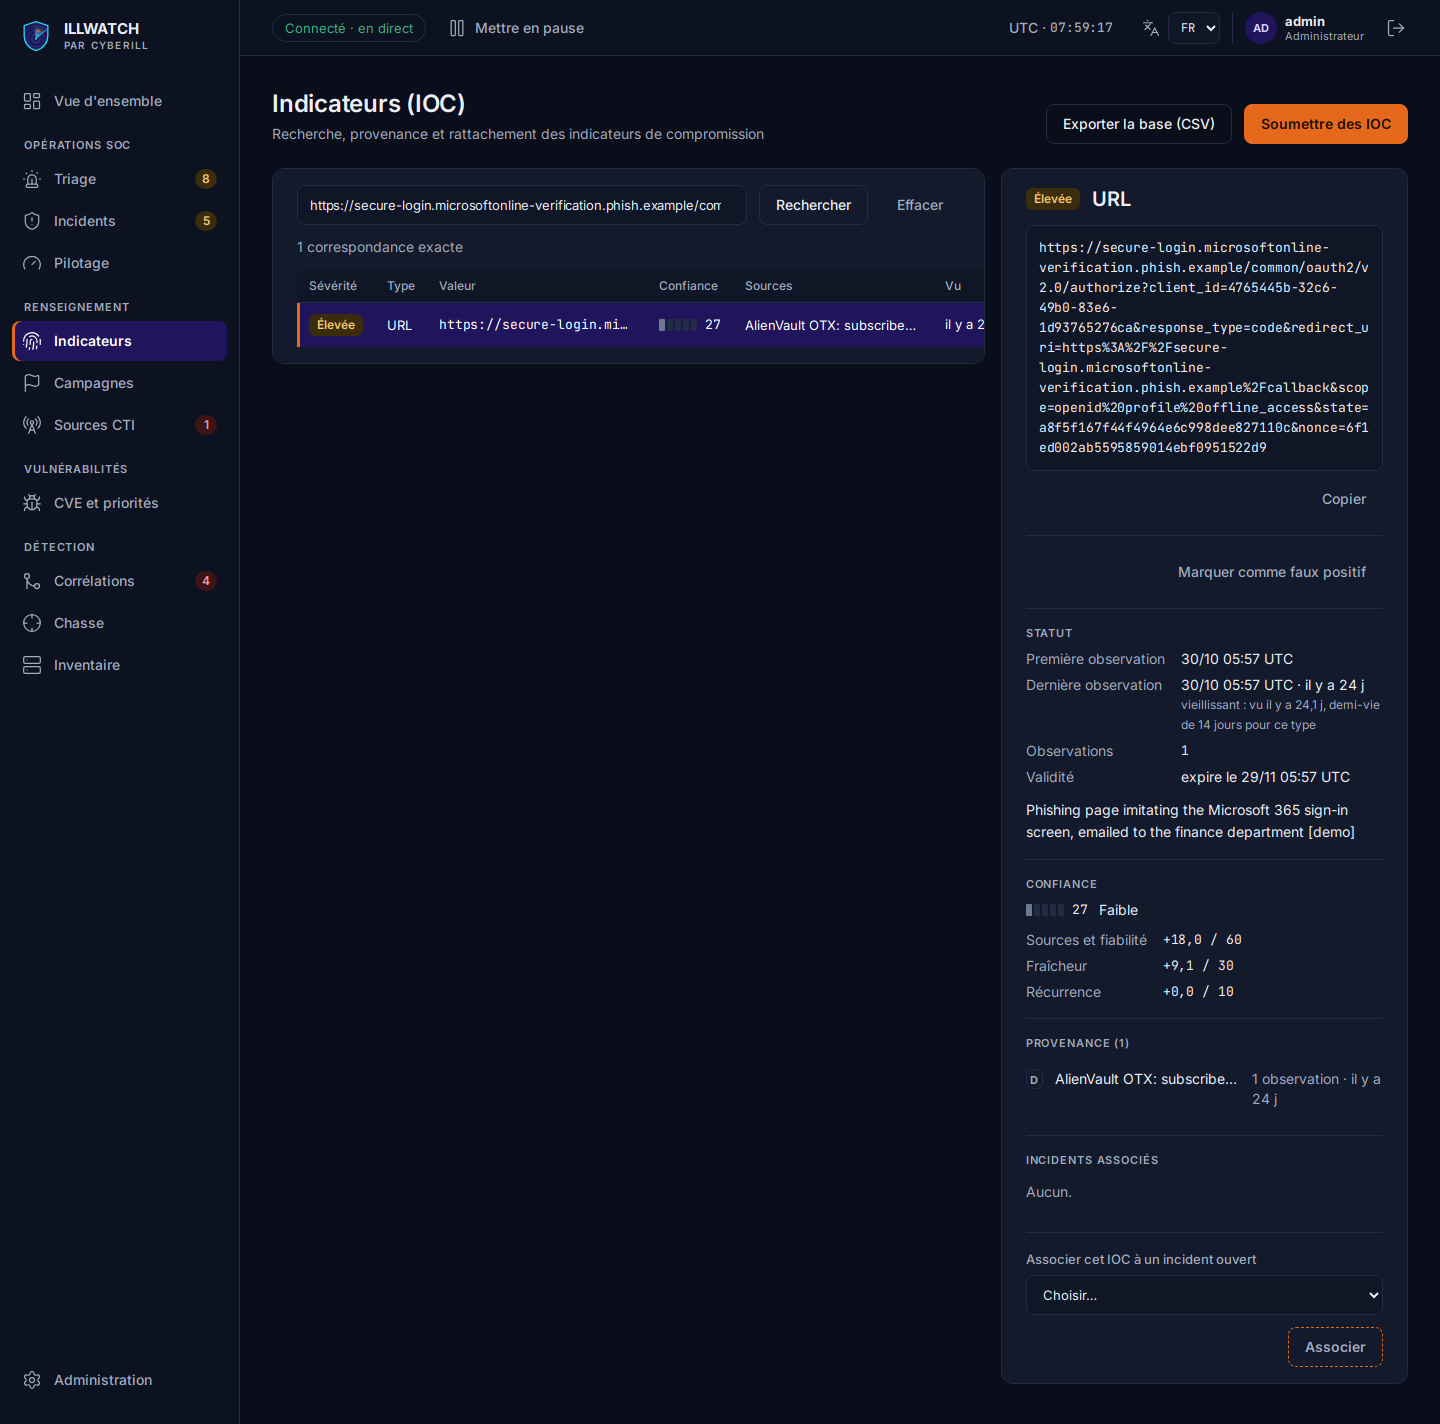 ILLWATCH
PAR CYBERILL
Vue d'ensemble
OPÉRATIONS SOC
Triage 8
Incidents 5
Pilotage
RENSEIGNEMENT
Indicateurs
Campagnes
Sources CTI 1
VULNÉRABILITÉS
CVE et priorités
DÉTECTION
Corrélations 4
Chasse
Inventaire
Administration
Connecté · en direct
Mettre en pause
UTC · 07:59:17
FR
AD
admin
Administrateur
Indicateurs (IOC)
Recherche, provenance et rattachement des indicateurs de compromission
Exporter la base (CSV)
Soumettre des IOC
https://secure-login.microsoftonline-verification.phish.example/com
Rechercher
Effacer
1 correspondance exacte
Sévérité Type Valeur Confiance Sources Vu
Élevée URL https://secure-login.mi… 27 AlienVault OTX: subscribe… il y a 2
Élevée URL
https://secure-login.microsoftonline-
verification.phish.example/common/oauth2/v
2.0/authorize?client_id=4765445b-32c6-
49b0-83e6-
1d93765276ca&response_type=code&redirect_u
ri=https%3A%2F%2Fsecure-
login.microsoftonline-
verification.phish.example%2Fcallback&scop
e=openid%20profile%20offline_access&state=
a8f5f167f44f4964e6c998dee827110c&nonce=6f1
ed002ab5595859014ebf0951522d9
Copier
Marquer comme faux positif
STATUT
Première observation 30/10 05:57 UTC
Dernière observation 30/10 05:57 UTC · il y a 24 j
vieillissant : vu il y a 24,1 j, demi-vie
de 14 jours pour ce type
Observations 1
Validité expire le 29/11 05:57 UTC
Phishing page imitating the Microsoft 365 sign-in
screen, emailed to the finance department [demo]
CONFIANCE
27 Faible
Sources et fiabilité +18,0 / 60
Fraîcheur +9,1 / 30
Récurrence +0,0 / 10
PROVENANCE (1)
D AlienVault OTX: subscribe… 1 observation · il y a
24 j
INCIDENTS ASSOCIÉS
Aucun.
Associer cet IOC à un incident ouvert
Choisir…
Associer